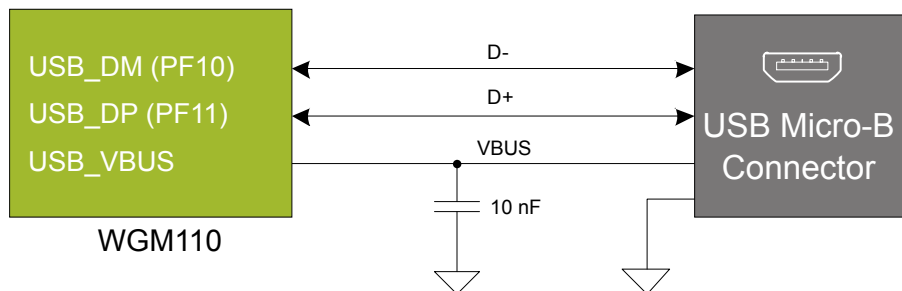 USB_DM (PF10)
USB_DP (PF11)
USB_VBUS
WGM110
D-
D+
VBUS
10 nF
USB Micro-B
Connector